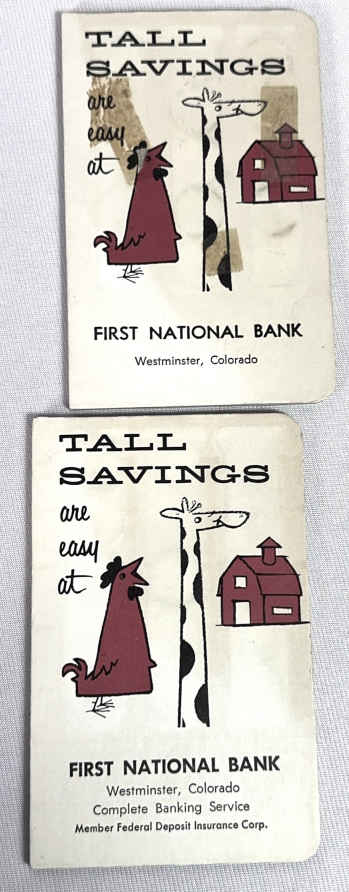 TALL
SAVINGS
are
easy
at
FIRST NATIONAL BANK
Westminster, Colorado
TALL
SAVINGS
are
easy
at
FIRST NATIONAL BANK
Westminster, Colorado
Complete Banking Service
Member Federal Deposit Insurance Corp.